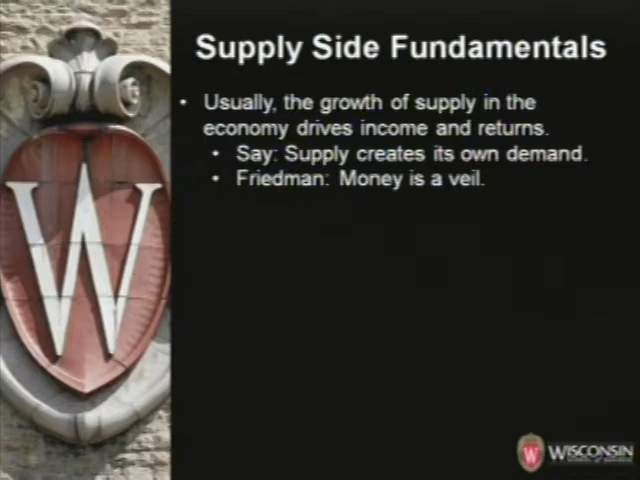 Supply Side Fundamentals
• Usually, the growth of supply in the
economy drives income and returns.
• Say: Supply creates its own demand.
• Friedman: Money is a veil.
W
W
WISCONSIN